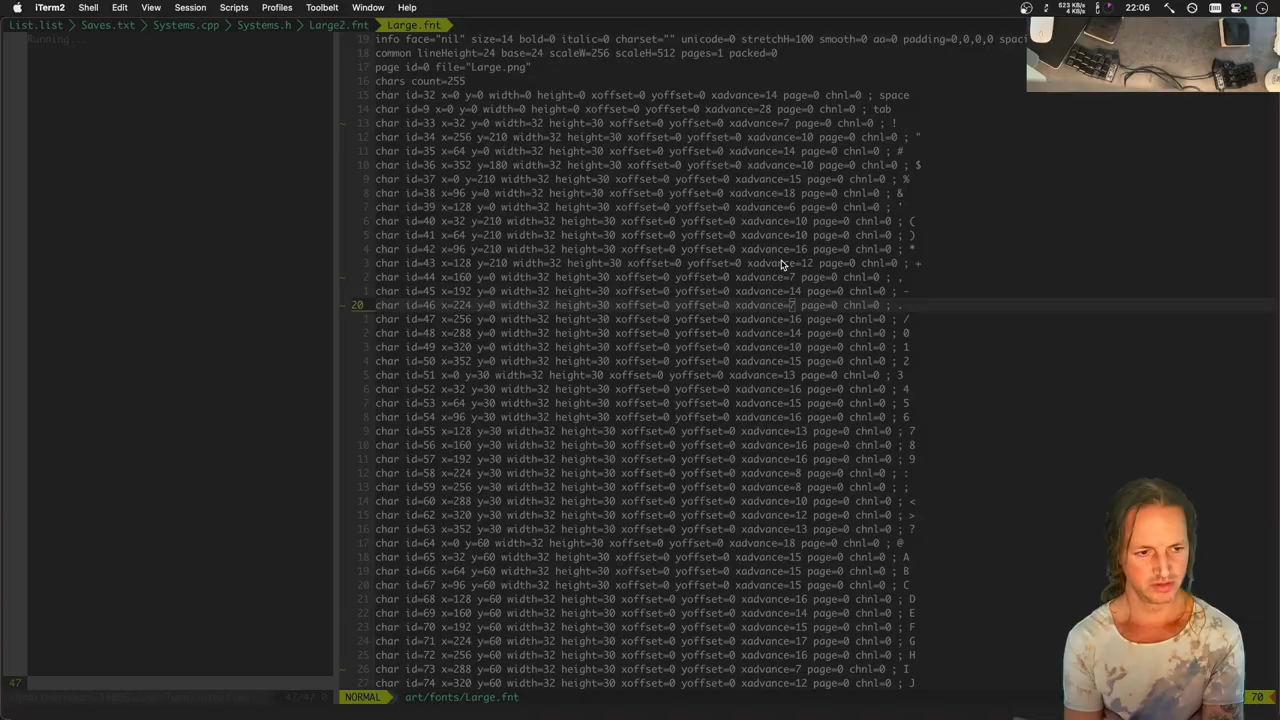 iTerm2 Shell Edit View Session Scripts Profiles Toolbelt Window Help 523 KB/s 4 KB/s 22:06
List.list Saves.txt Systems.cpp Systems.h Large2.fnt Large.fnt
Running...
19 info face="nil" size=14 bold=0 italic=0 charset="" unicode=0 stretchH=100 smooth=0 aa=0 padding=0,0,0,0 spaci
18 common lineHeight=24 base=24 scaleW=256 scaleH=512 pages=1 packed=0
17 page id=0 file="Large.png"
16 chars count=255
15 char id=32 x=0 y=0 width=0 height=0 xoffset=0 yoffset=0 xadvance=14 page=0 chnl=0 ; space
14 char id=9 x=0 y=0 width=0 height=0 xoffset=0 yoffset=0 xadvance=28 page=0 chnl=0 ; tab
~ 13 char id=33 x=32 y=0 width=32 height=30 xoffset=0 yoffset=0 xadvance=7 page=0 chnl=0 ; !
12 char id=34 x=256 y=210 width=32 height=30 xoffset=0 yoffset=0 xadvance=10 page=0 chnl=0 ; "
11 char id=35 x=64 y=0 width=32 height=30 xoffset=0 yoffset=0 xadvance=14 page=0 chnl=0 ; #
10 char id=36 x=352 y=180 width=32 height=30 xoffset=0 yoffset=0 xadvance=10 page=0 chnl=0 ; $
9 char id=37 x=0 y=210 width=32 height=30 xoffset=0 yoffset=0 xadvance=15 page=0 chnl=0 ; %
8 char id=38 x=96 y=0 width=32 height=30 xoffset=0 yoffset=0 xadvance=18 page=0 chnl=0 ; &
7 char id=39 x=128 y=0 width=32 height=30 xoffset=0 yoffset=0 xadvance=6 page=0 chnl=0 ; '
6 char id=40 x=32 y=210 width=32 height=30 xoffset=0 yoffset=0 xadvance=10 page=0 chnl=0 ; (
5 char id=41 x=64 y=210 width=32 height=30 xoffset=0 yoffset=0 xadvance=10 page=0 chnl=0 ; )
4 char id=42 x=96 y=210 width=32 height=30 xoffset=0 yoffset=0 xadvance=16 page=0 chnl=0 ; *
3 char id=43 x=128 y=210 width=32 height=30 xoffset=0 yoffset=0 xadvance=12 page=0 chnl=0 ; +
~ 2 char id=44 x=160 y=0 width=32 height=30 xoffset=0 yoffset=0 xadvance=7 page=0 chnl=0 ; ,
1 char id=45 x=192 y=0 width=32 height=30 xoffset=0 yoffset=0 xadvance=14 page=0 chnl=0 ; -
~ 20 char id=46 x=224 y=0 width=32 height=30 xoffset=0 yoffset=0 xadvance=7 page=0 chnl=0 ; .
1 char id=47 x=256 y=0 width=32 height=30 xoffset=0 yoffset=0 xadvance=16 page=0 chnl=0 ; /
2 char id=48 x=288 y=0 width=32 height=30 xoffset=0 yoffset=0 xadvance=14 page=0 chnl=0 ; 0
3 char id=49 x=320 y=0 width=32 height=30 xoffset=0 yoffset=0 xadvance=10 page=0 chnl=0 ; 1
4 char id=50 x=352 y=0 width=32 height=30 xoffset=0 yoffset=0 xadvance=15 page=0 chnl=0 ; 2
5 char id=51 x=0 y=30 width=32 height=30 xoffset=0 yoffset=0 xadvance=13 page=0 chnl=0 ; 3
6 char id=52 x=32 y=30 width=32 height=30 xoffset=0 yoffset=0 xadvance=16 page=0 chnl=0 ; 4
7 char id=53 x=64 y=30 width=32 height=30 xoffset=0 yoffset=0 xadvance=15 page=0 chnl=0 ; 5
8 char id=54 x=96 y=30 width=32 height=30 xoffset=0 yoffset=0 xadvance=16 page=0 chnl=0 ; 6
9 char id=55 x=128 y=30 width=32 height=30 xoffset=0 yoffset=0 xadvance=13 page=0 chnl=0 ; 7
10 char id=56 x=160 y=30 width=32 height=30 xoffset=0 yoffset=0 xadvance=16 page=0 chnl=0 ; 8
11 char id=57 x=192 y=30 width=32 height=30 xoffset=0 yoffset=0 xadvance=16 page=0 chnl=0 ; 9
12 char id=58 x=224 y=30 width=32 height=30 xoffset=0 yoffset=0 xadvance=8 page=0 chnl=0 ; :
13 char id=59 x=256 y=30 width=32 height=30 xoffset=0 yoffset=0 xadvance=8 page=0 chnl=0 ; ;
14 char id=60 x=288 y=30 width=32 height=30 xoffset=0 yoffset=0 xadvance=10 page=0 chnl=0 ; <
15 char id=62 x=320 y=30 width=32 height=30 xoffset=0 yoffset=0 xadvance=12 page=0 chnl=0 ; >
16 char id=63 x=352 y=30 width=32 height=30 xoffset=0 yoffset=0 xadvance=13 page=0 chnl=0 ; ?
17 char id=64 x=0 y=60 width=32 height=30 xoffset=0 yoffset=0 xadvance=18 page=0 chnl=0 ; @
18 char id=65 x=32 y=60 width=32 height=30 xoffset=0 yoffset=0 xadvance=15 page=0 chnl=0 ; A
19 char id=66 x=64 y=60 width=32 height=30 xoffset=0 yoffset=0 xadvance=15 page=0 chnl=0 ; B
20 char id=67 x=96 y=60 width=32 height=30 xoffset=0 yoffset=0 xadvance=15 page=0 chnl=0 ; C
21 char id=68 x=128 y=60 width=32 height=30 xoffset=0 yoffset=0 xadvance=16 page=0 chnl=0 ; D
22 char id=69 x=160 y=60 width=32 height=30 xoffset=0 yoffset=0 xadvance=14 page=0 chnl=0 ; E
23 char id=70 x=192 y=60 width=32 height=30 xoffset=0 yoffset=0 xadvance=15 page=0 chnl=0 ; F
24 char id=71 x=224 y=60 width=32 height=30 xoffset=0 yoffset=0 xadvance=17 page=0 chnl=0 ; G
25 char id=72 x=256 y=60 width=32 height=30 xoffset=0 yoffset=0 xadvance=16 page=0 chnl=0 ; H
~ 26 char id=73 x=288 y=60 width=32 height=30 xoffset=0 yoffset=0 xadvance=7 page=0 chnl=0 ; I
27 char id=74 x=320 y=60 width=32 height=30 xoffset=0 yoffset=0 xadvance=12 page=0 chnl=0 ; J
47
47/47 0 NORMAL art/fonts/Large.fnt 70